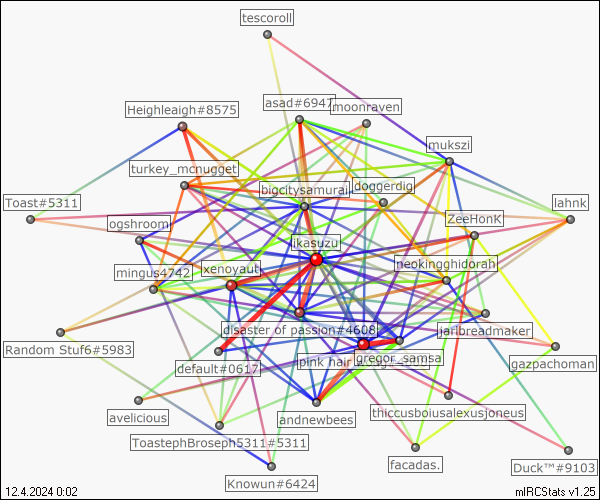 tescoroll
Heighleaigh#8575
asad#6947
moonraven
mukszi
turkey_mcnugget
bigcitysamurai
doggerdig
Toast#5311
lahnk
ogshroom
ZeeHonK
ikasuzu
mingus4742
xenoyaut
neokingghidorah
disaster of passion#4608
jarlbreadmaker
Random Stuf6#5983
default#0617
pink hair
gregor_samsa
gazpachoman
avelicious
andnewbees
thiccusboiusalexusjoneus
ToastephBroseph5311#5311
facadas.
Duck™#9103
Knowun#6424
12.4.2024 0:02
mIRCStats v1.25